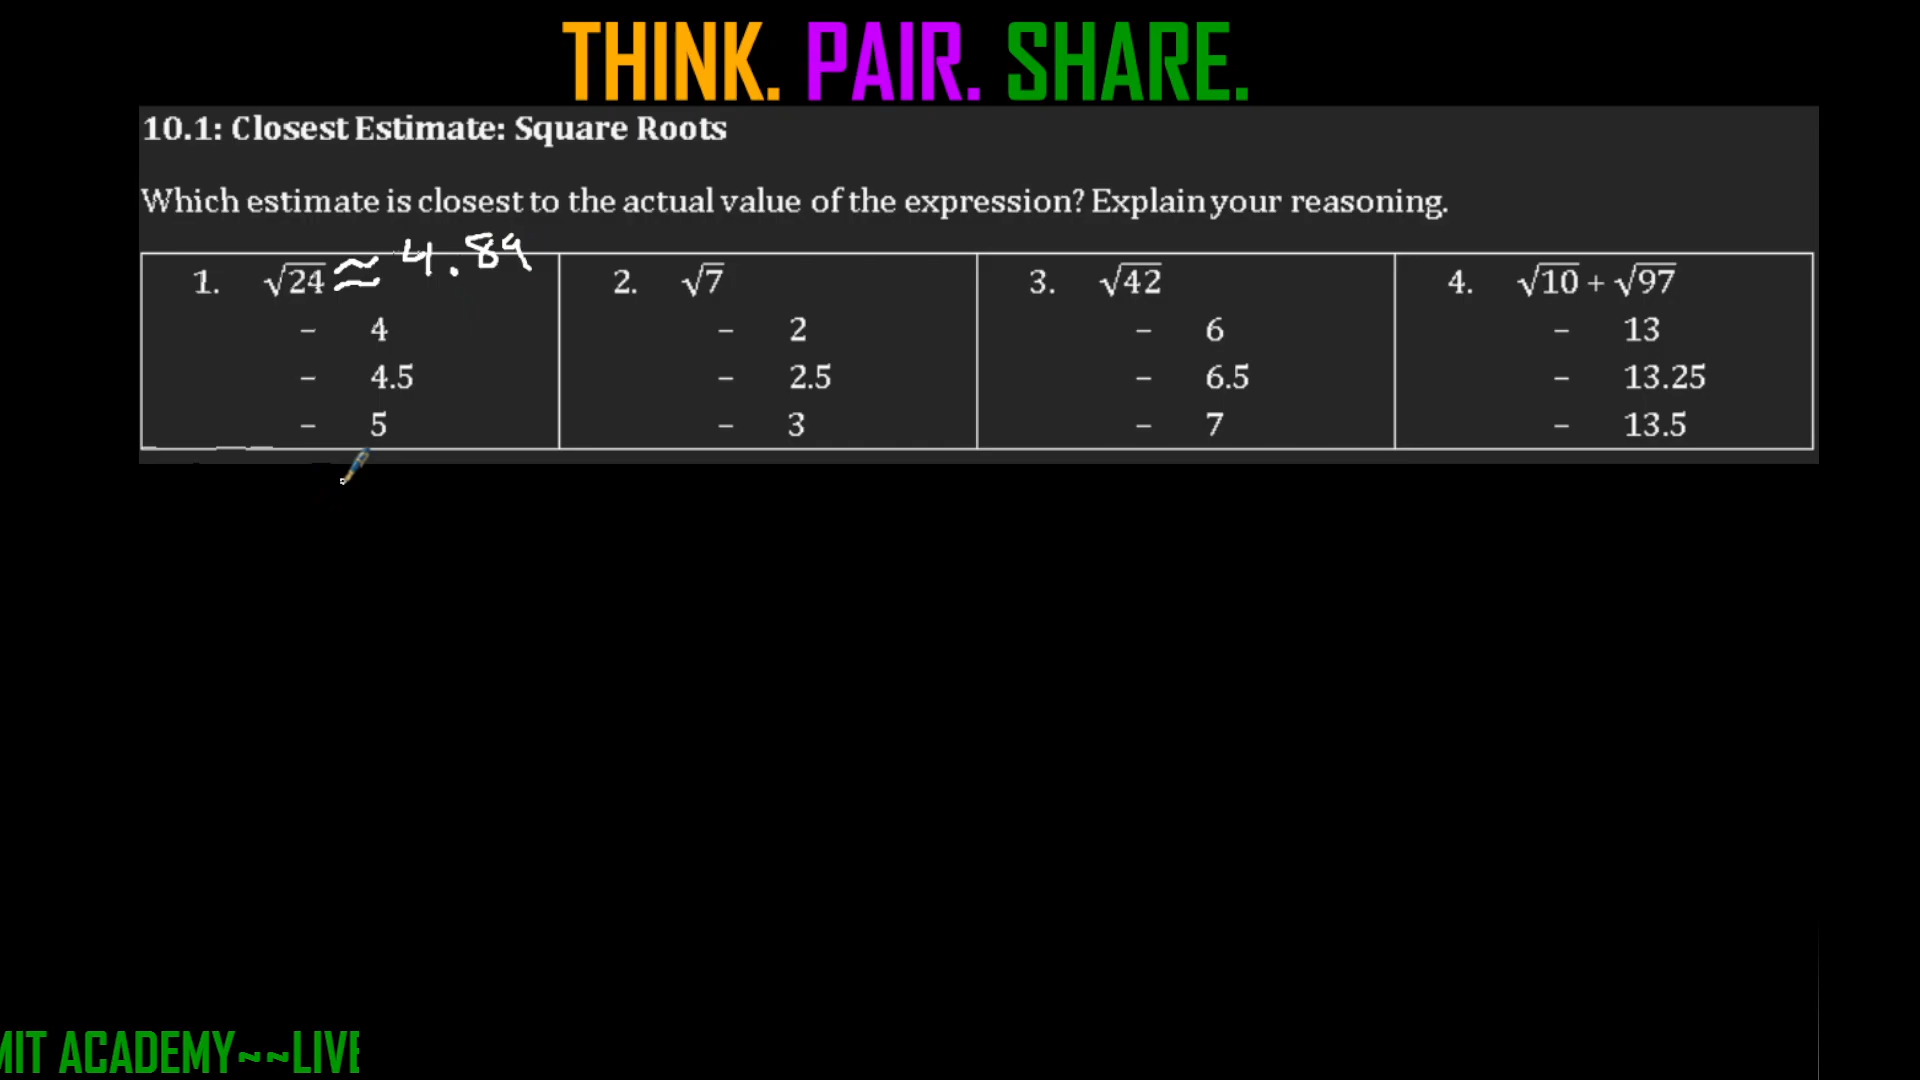 THINK. PAIR. SHARE.
10.1: Closest Estimate: Square Roots
Which estimate is closest to the actual value of the expression? Explain your reasoning.
1. √24 ≈ 4.89
– 4
– 4.5
– 5
2. √7
– 2
– 2.5
– 3
3. √42
– 6
– 6.5
– 7
4. √10 + √97
– 13
– 13.25
– 13.5
MIT ACADEMY~~LIVE